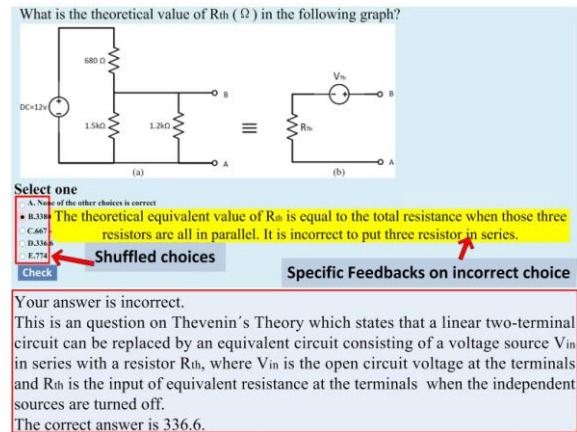 What is the theoretical value of Rth ( Ω ) in the following graph?
680 Ω
DC=12v
1.5kΩ
1.2kΩ
B
A
(a)
≡
VTh
RTh
B
A
(b)
Select one
A. None of the other choices is correct
B.3380 The theoretical equivalent value of Rth is equal to the total resistance when those three
resistors are all in parallel. It is incorrect to put three resistor in series.
C.667
D.336.6
E.774
Shuffled choices
Check
Specific Feedbacks on incorrect choice
Your answer is incorrect.
This is an question on Thevenin´s Theory which states that a linear two-terminal
circuit can be replaced by an equivalent circuit consisting of a voltage source Vin
in series with a resistor Rth, where Vin is the open circuit voltage at the terminals
and Rth is the input of equivalent resistance at the terminals when the independent
sources are turned off.
The correct answer is 336.6.